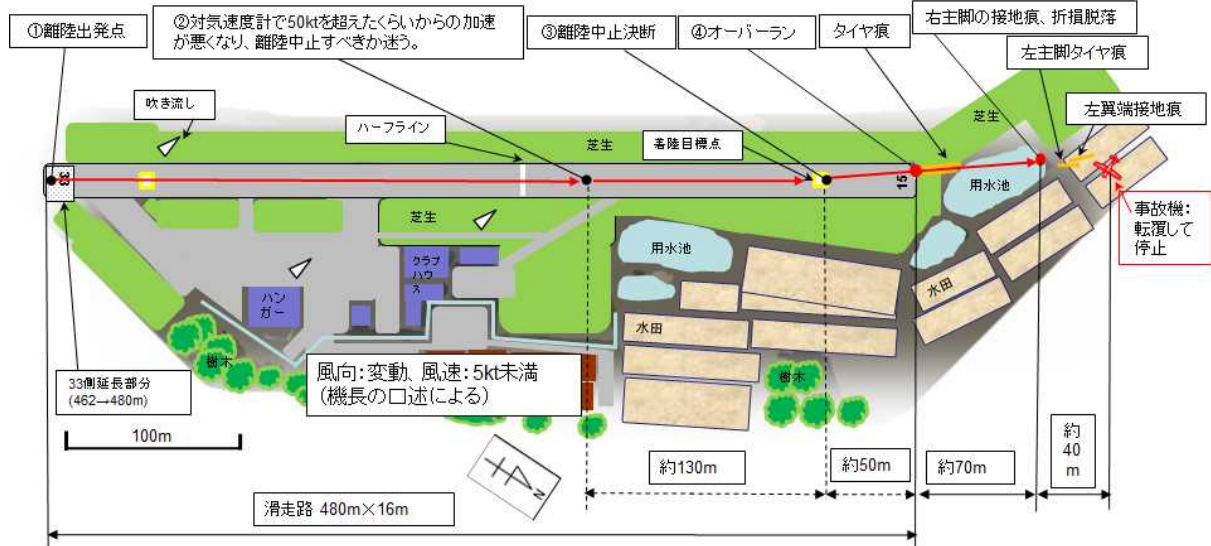 ①離陸出発点
②対気速度計で50ktを超えたくらいからの加速
が悪くなり、離陸中止すべきか迷う。
③離陸中止決断
④オーバーラン
タイヤ痕
右主脚の接地痕、折損脱落
左主脚タイヤ痕
左翼端接地痕
吹き流し
ハーフライン
芝生
着陸目標点
芝生
33
15
用水池
事故機:
転覆して
停止
芝生
クラブ
ハウ
ス
用水池
ハン
ガー
水田
水田
樹木
樹木
33側延長部分
(462→480m)
風向:変動、風速:5kt未満
(機長の口述による)
100m
N
約130m
約50m
約70m
約
40
m
滑走路 480m×16m